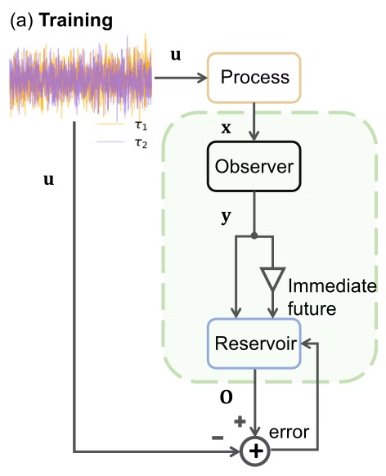 (a) Training
u
Process
τ₁
τ₂
x
Observer
u
y
Immediate
future
Reservoir
O
+
error
−
+